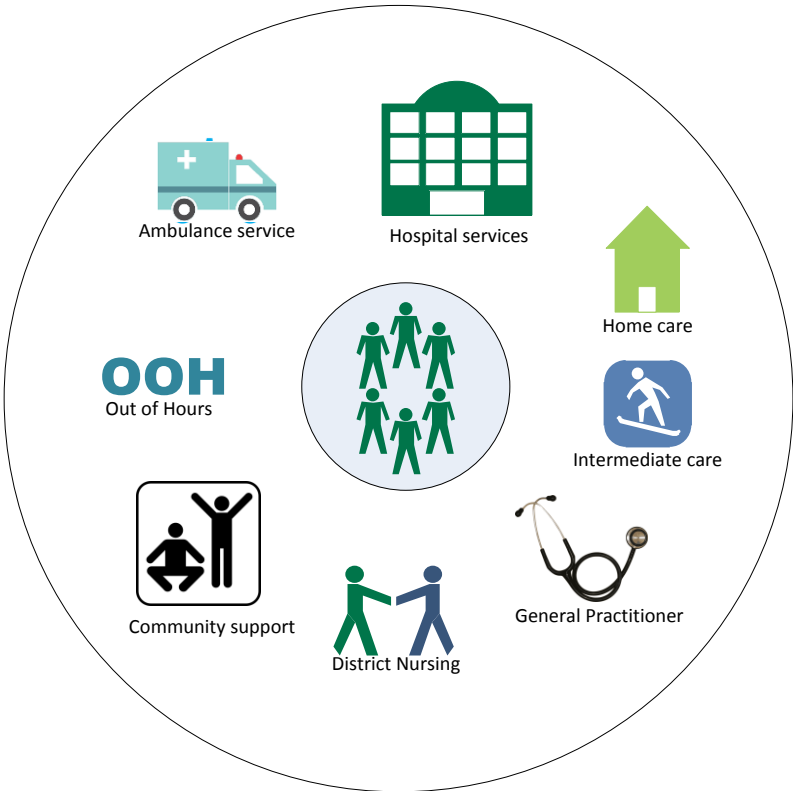 Ambulance service
Hospital services
Home care
OOH
Out of Hours
Intermediate care
General Practitioner
Community support
District Nursing